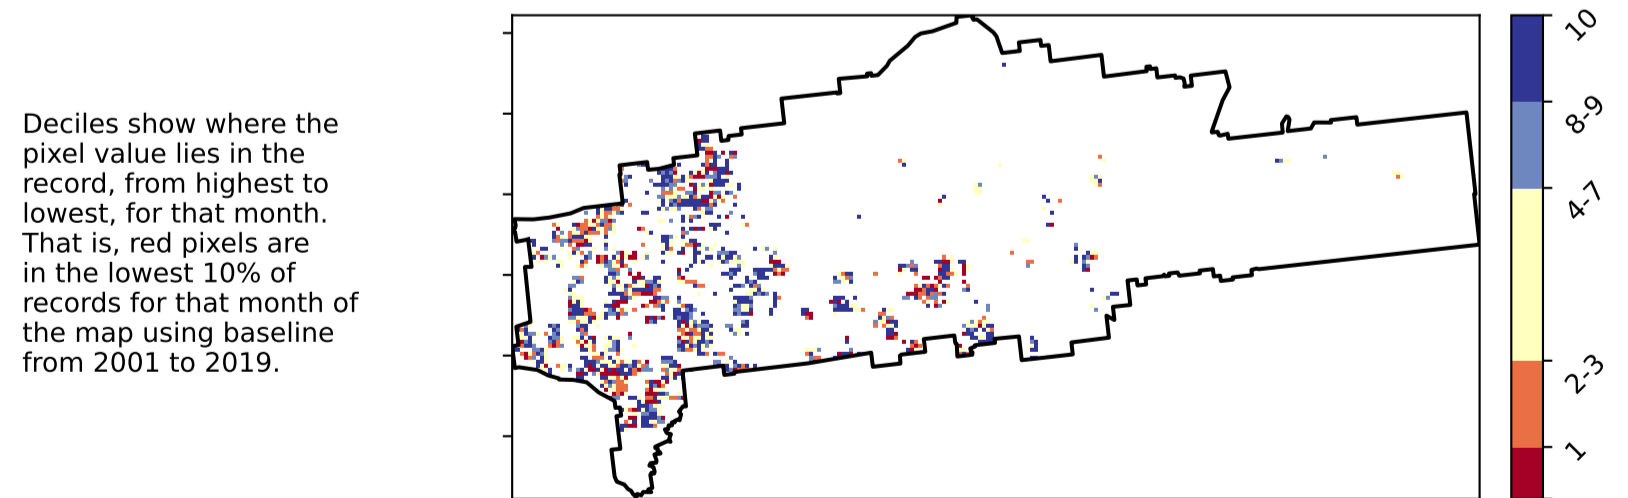 Deciles show where the
pixel value lies in the
record, from highest to
lowest, for that month.
That is, red pixels are
in the lowest 10% of
records for that month of
the map using baseline
from 2001 to 2019.
10
8-9
4-7
2-3
1